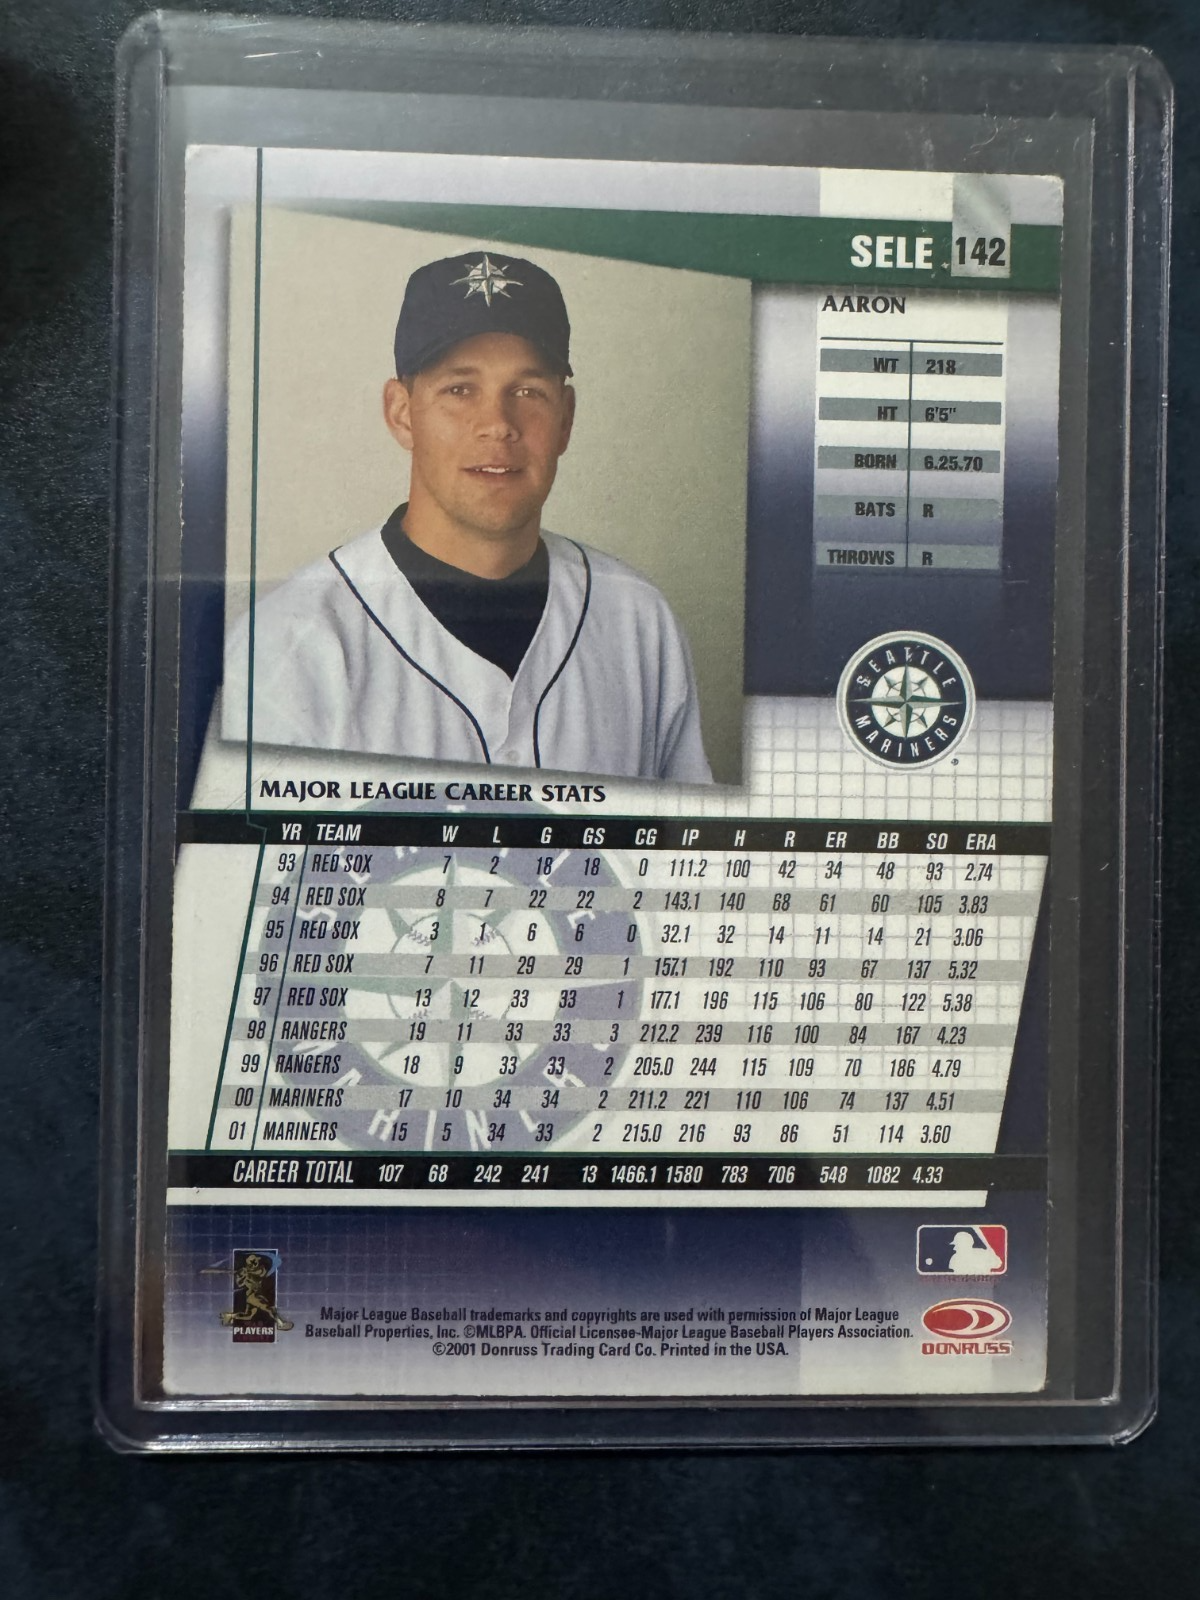 SELE 142
AARON
WT 218
HT 6'5"
BORN 6.25.70
BATS R
THROWS R
SEATTLE MARINERS
MAJOR LEAGUE CAREER STATS
YR TEAM W L G GS CG IP H R ER BB SO ERA
93 RED SOX 7 2 18 18 0 111.2 100 42 34 48 93 2.74
94 RED SOX 8 7 22 22 2 143.1 140 68 61 60 105 3.83
95 RED SOX 3 1 6 6 0 32.1 32 14 11 14 21 3.06
96 RED SOX 7 11 29 29 1 157.1 192 110 93 67 137 5.32
97 RED SOX 13 12 33 33 1 177.1 196 115 106 80 122 5.38
98 RANGERS 19 11 33 33 3 212.2 239 116 100 84 167 4.23
99 RANGERS 18 9 33 33 2 205.0 244 115 109 70 186 4.79
00 MARINERS 17 10 34 34 2 211.2 221 110 106 74 137 4.51
01 MARINERS 15 5 34 33 2 215.0 216 93 86 51 114 3.60
CAREER TOTAL 107 68 242 241 13 1466.1 1580 783 706 548 1082 4.33
PLAYERS
Major League Baseball trademarks and copyrights are used with permission of Major League
Baseball Properties, Inc. ©MLBPA. Official Licensee-Major League Baseball Players Association.
©2001 Donruss Trading Card Co. Printed in the USA.
DONRUSS